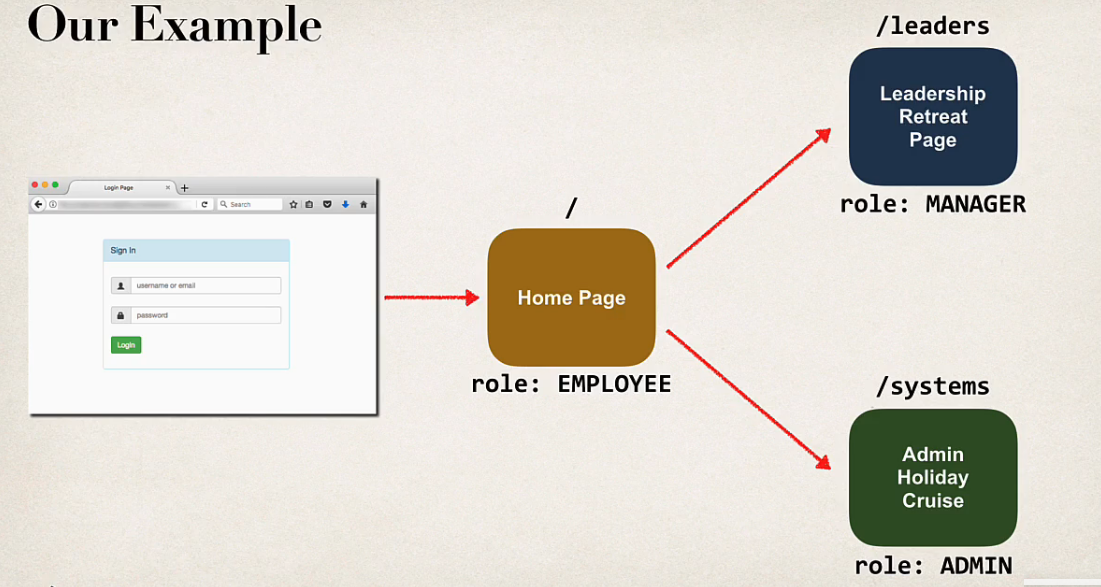 Our Example
Login Page
Search
Sign In
username or email
password
Login
/
Home Page
role: EMPLOYEE
/leaders
Leadership
Retreat
Page
role: MANAGER
/systems
Admin
Holiday
Cruise
role: ADMIN